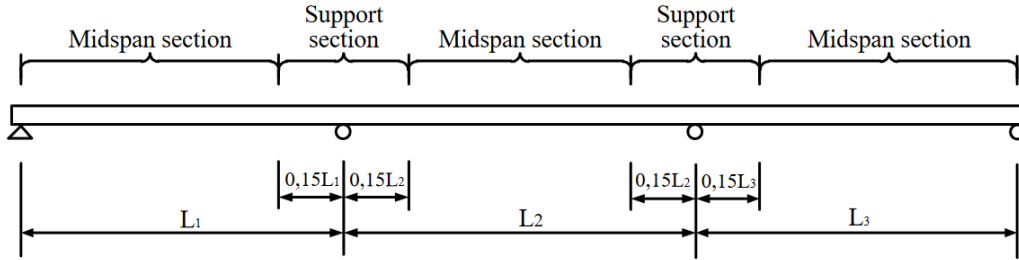 Midspan section
Support
section
Midspan section
Support
section
Midspan section
0,15L1
0,15L2
0,15L2
0,15L3
L1
L2
L3